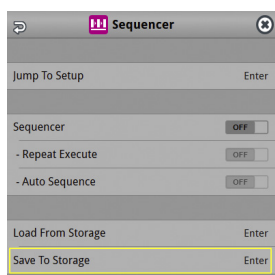 Sequencer
Jump To Setup Enter
Sequencer OFF
- Repeat Execute OFF
- Auto Sequence OFF
Load From Storage Enter
Save To Storage Enter